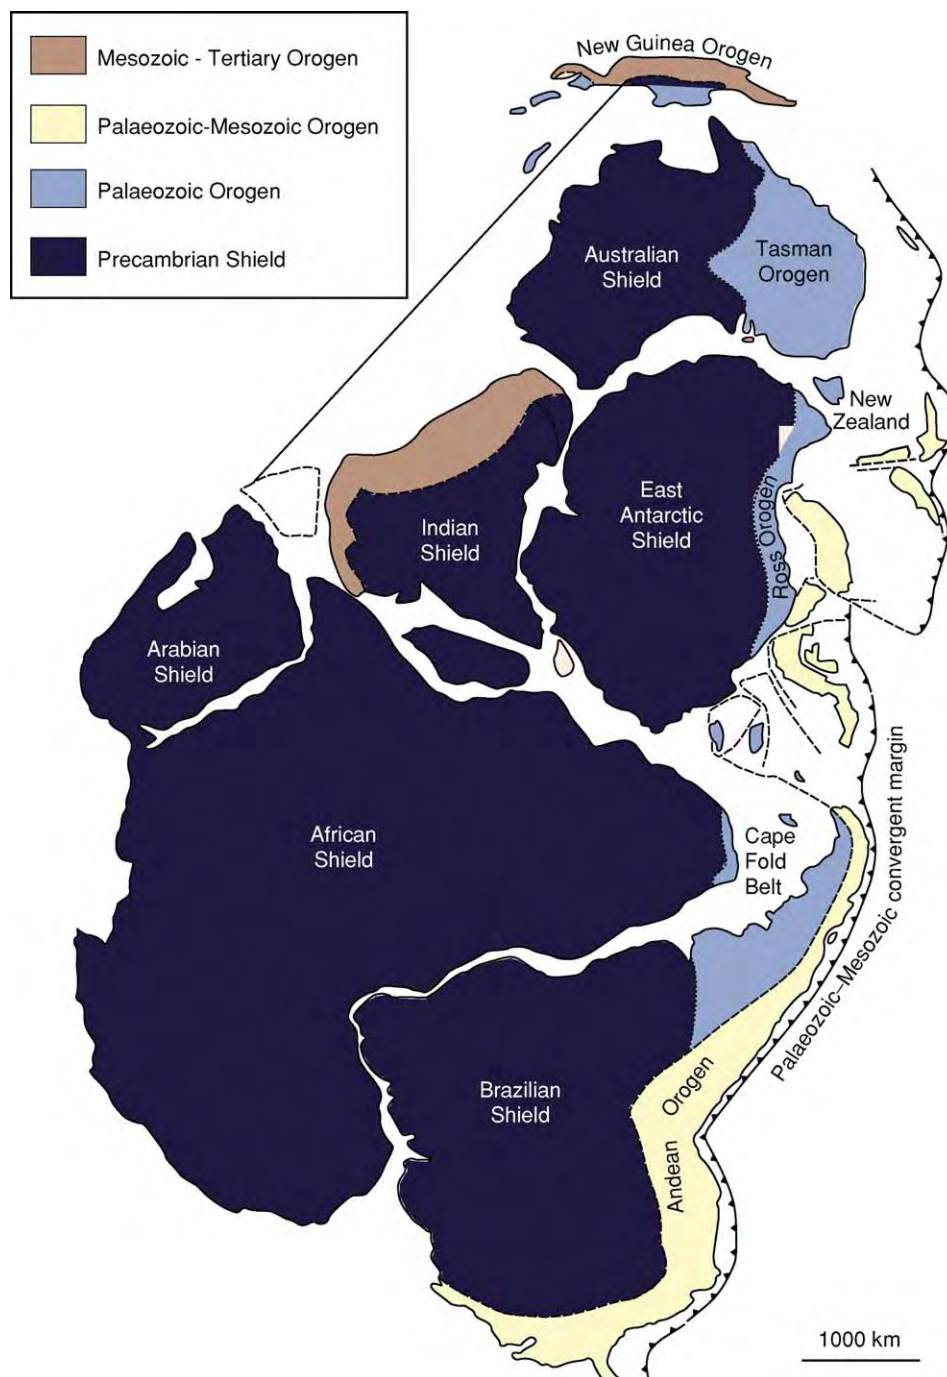 Mesozoic - Tertiary Orogen
Palaeozoic-Mesozoic Orogen
Palaeozoic Orogen
Precambrian Shield
New Guinea Orogen
Australian
Shield
Tasman
Orogen
New
Zealand
East
Antarctic
Shield
Ross Orogen
Indian
Shield
Arabian
Shield
African
Shield
Cape
Fold
Belt
Palaeozoic–Mesozoic convergent margin
Brazilian
Shield
Andean
Orogen
1000 km